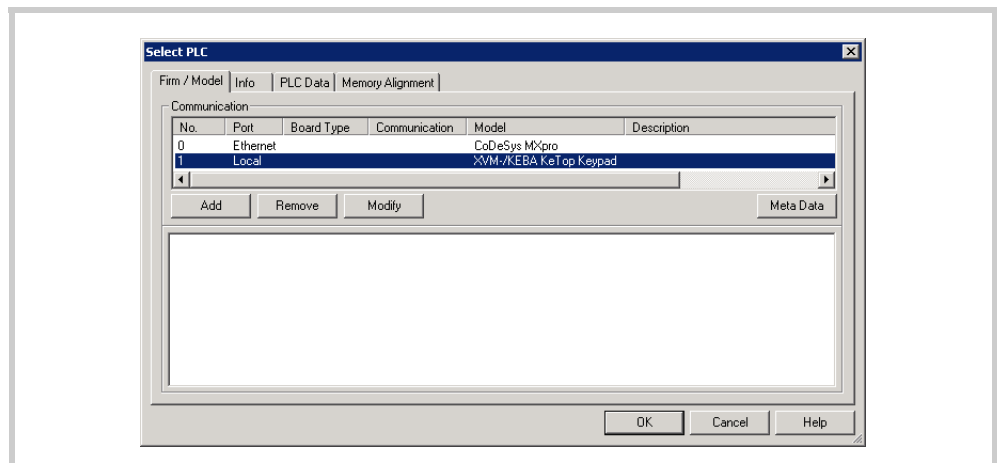 Select PLC
Firm / Model Info PLC Data Memory Alignment
Communication
No. Port Board Type Communication Model Description
0 Ethernet CoDeSys MXpro
1 Local XVM-/KEBA KeTop Keypad
Add Remove Modify Meta Data
OK Cancel Help